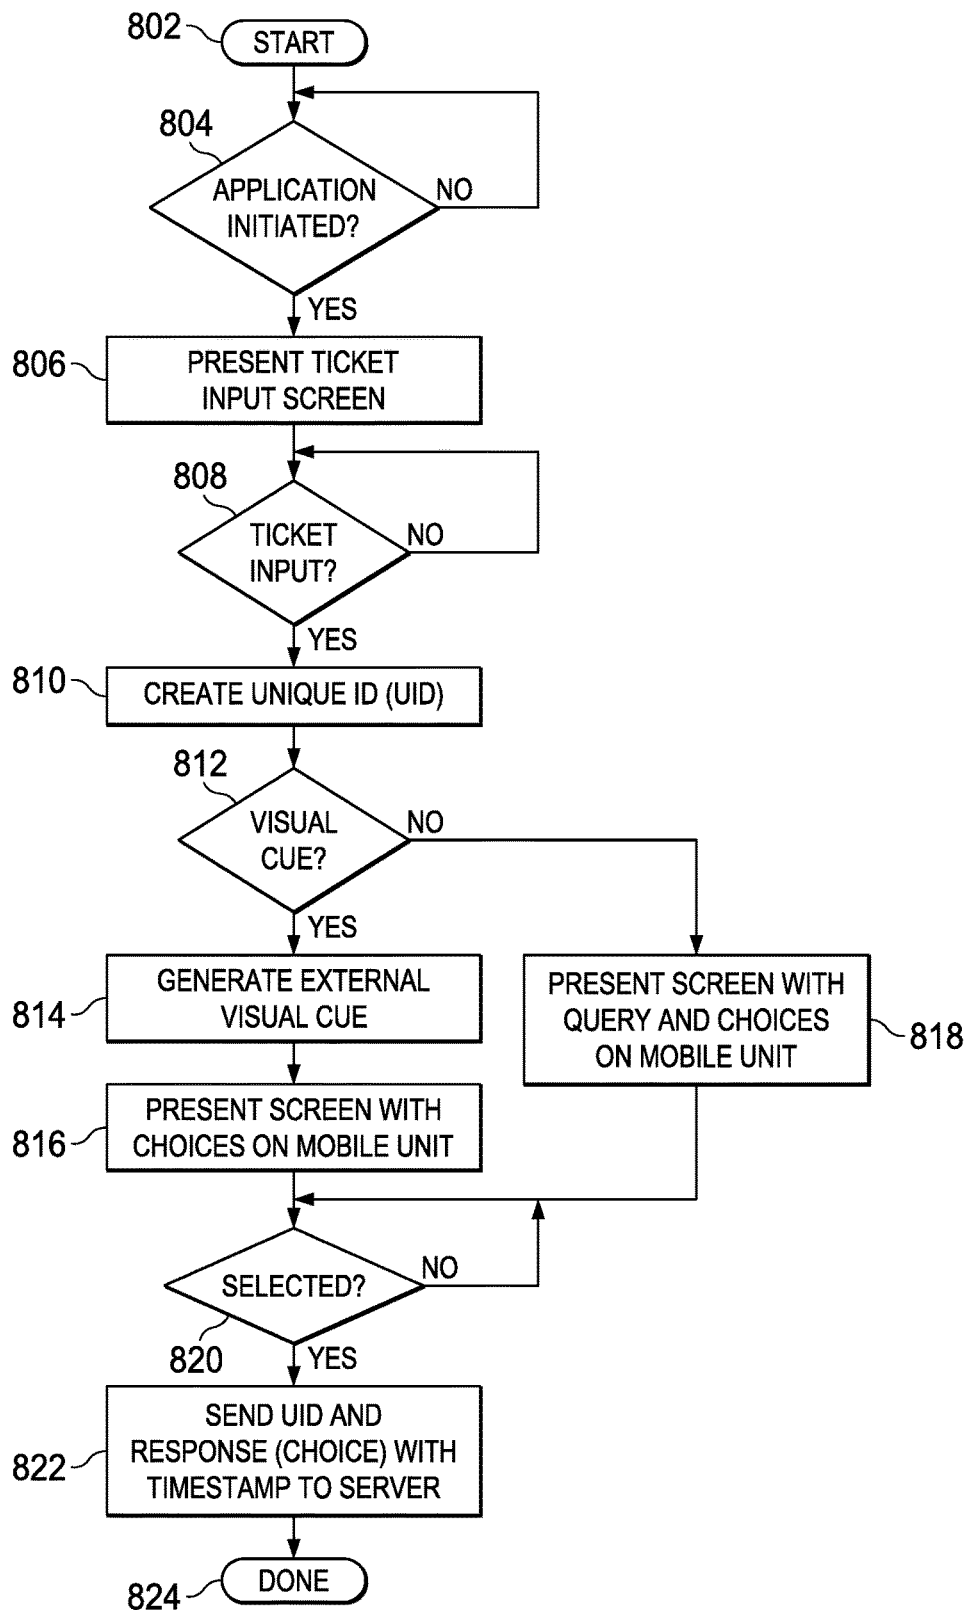 802
START
804
APPLICATION
INITIATED?
NO
YES
806
PRESENT TICKET
INPUT SCREEN
808
TICKET
INPUT?
NO
YES
810
CREATE UNIQUE ID (UID)
812
VISUAL
CUE?
NO
YES
814
GENERATE EXTERNAL
VISUAL CUE
PRESENT SCREEN WITH
QUERY AND CHOICES
ON MOBILE UNIT
818
816
PRESENT SCREEN WITH
CHOICES ON MOBILE UNIT
SELECTED?
NO
820
YES
822
SEND UID AND
RESPONSE (CHOICE) WITH
TIMESTAMP TO SERVER
824
DONE